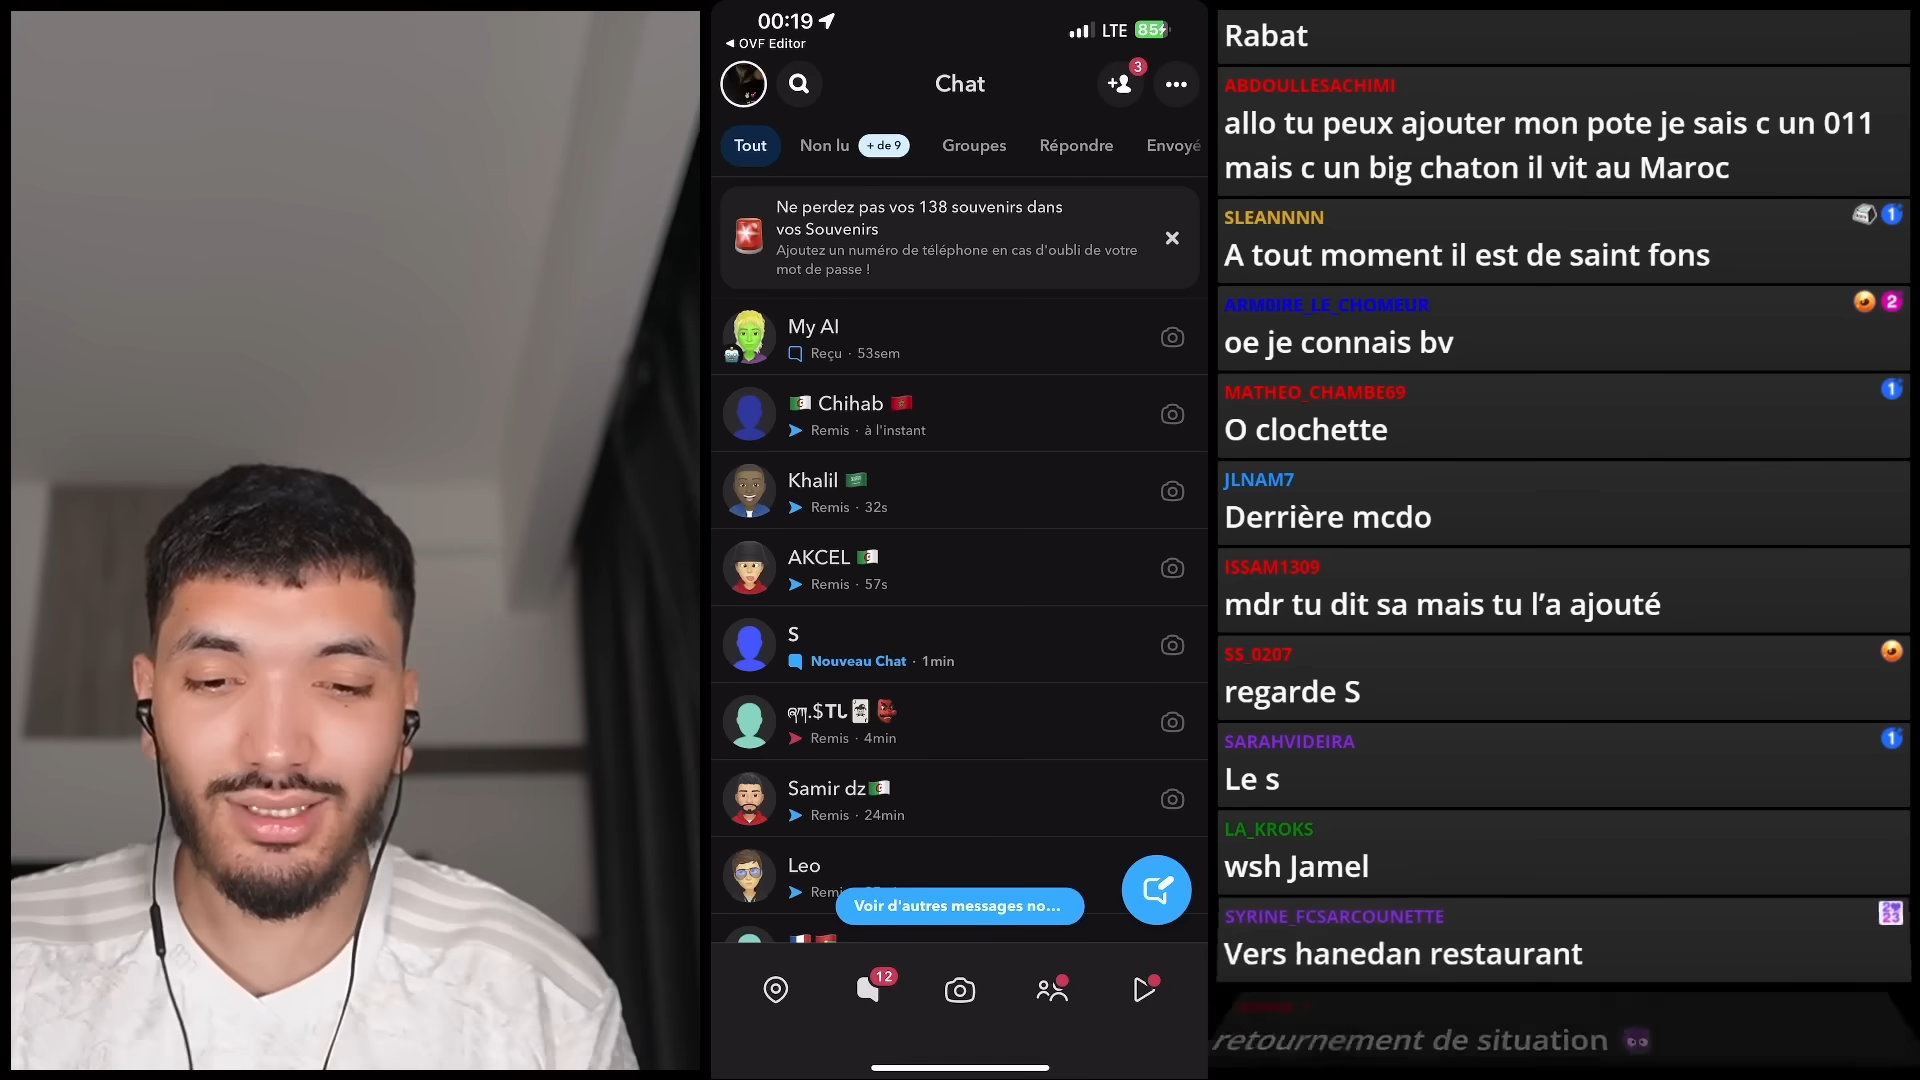 00:19
LTE
85
◀ OVF Editor
Chat
3
Tout
Non lu
+ de 9
Groupes
Répondre
Envoyé
Ne perdez pas vos 138 souvenirs dans
vos Souvenirs
Ajoutez un numéro de téléphone en cas d'oubli de votre
mot de passe !
My AI
Reçu · 53sem
🇩🇿 Chihab 🇲🇦
Remis · à l'instant
Khalil 🇸🇦
Remis · 32s
AKCEL 🇩🇿
Remis · 57s
S
Nouveau Chat · 1min
Remis · 4min
Samir dz🇩🇿
Remis · 24min
Leo
Voir d'autres messages no...
12
Rabat
ABDOULLESACHIMI
allo tu peux ajouter mon pote je sais c un 011
mais c un big chaton il vit au Maroc
SLEANNNN
1
A tout moment il est de saint fons
ARM0IRE_LE_CHOMEUR
2
oe je connais bv
MATHEO_CHAMBE69
1
O clochette
JLNAM7
Derrière mcdo
ISSAM1309
mdr tu dit sa mais tu l’a ajouté
SS_0207
regarde S
SARAHVIDEIRA
1
Le s
LA_KROKS
wsh Jamel
SYRINE_FCSARCOUNETTE
Vers hanedan restaurant
retournement de situation 😈